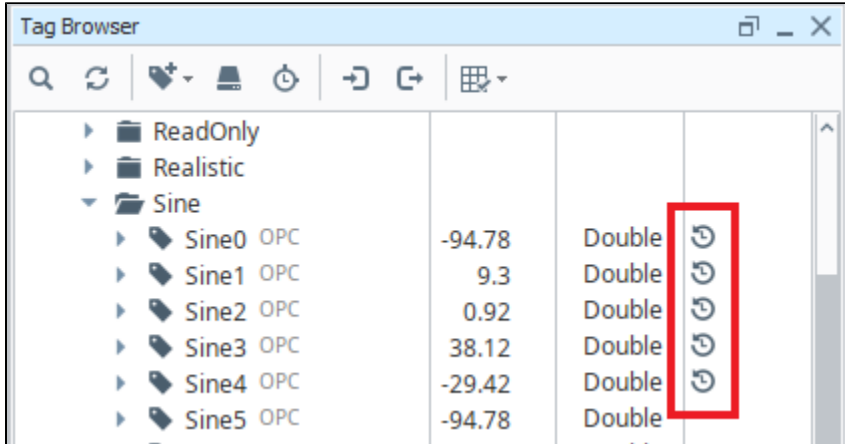 Tag Browser
ReadOnly
Realistic
Sine
Sine0 OPC -94.78 Double
Sine1 OPC 9.3 Double
Sine2 OPC 0.92 Double
Sine3 OPC 38.12 Double
Sine4 OPC -29.42 Double
Sine5 OPC -94.78 Double